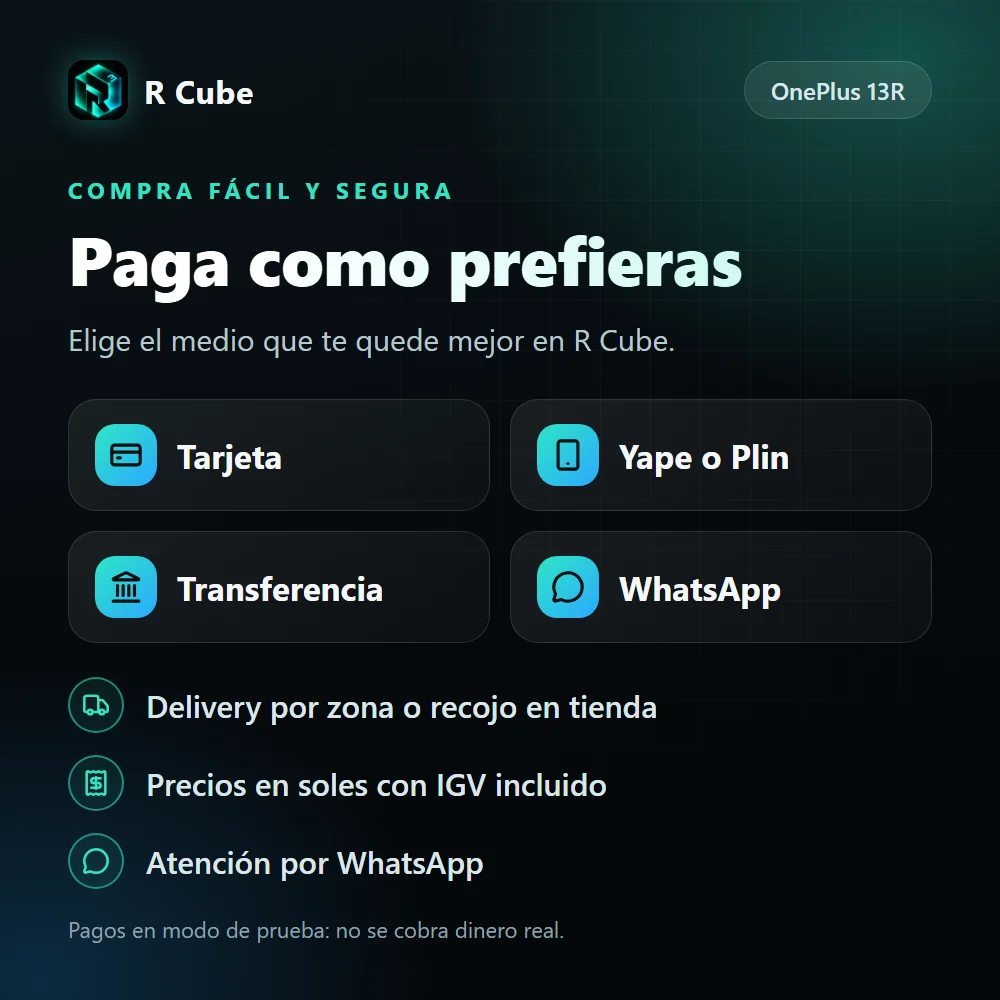 R Cube
OnePlus 13R
COMPRA FÁCIL Y SEGURA
Paga como prefieras
Elige el medio que te quede mejor en R Cube.
Tarjeta
Yape o Plin
Transferencia
WhatsApp
Delivery por zona o recojo en tienda
Precios en soles con IGV incluido
Atención por WhatsApp
Pagos en modo de prueba: no se cobra dinero real.